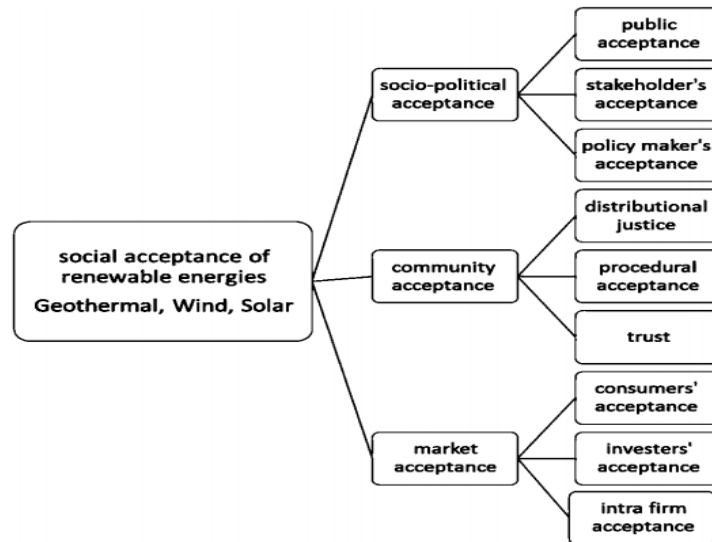 social acceptance of
renewable energies
Geothermal, Wind, Solar
socio-political
acceptance
public
acceptance
stakeholder's
acceptance
policy maker's
acceptance
community
acceptance
distributional
justice
procedural
acceptance
trust
market
acceptance
consumers'
acceptance
investers'
acceptance
intra firm
acceptance